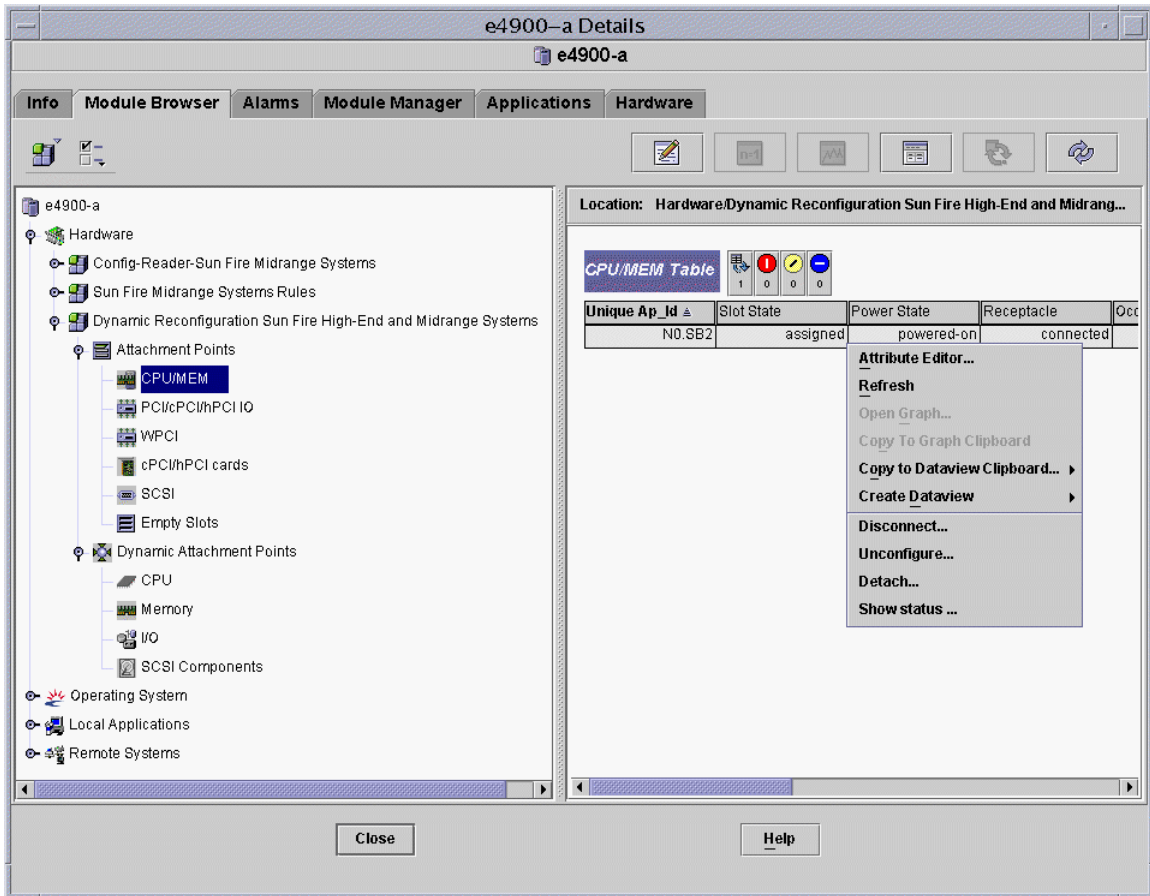 e4900–a Details
e4900-a
Info Module Browser Alarms Module Manager Applications Hardware
n=1
e4900-a
Hardware
Config-Reader-Sun Fire Midrange Systems
Sun Fire Midrange Systems Rules
Dynamic Reconfiguration Sun Fire High-End and Midrange Systems
Attachment Points
CPU/MEM
PCI/cPCI/hPCI IO
WPCI
cPCI/hPCI cards
SCSI
Empty Slots
Dynamic Attachment Points
CPU
Memory
I/O
SCSI Components
Operating System
Local Applications
Remote Systems
Location: Hardware/Dynamic Reconfiguration Sun Fire High-End and Midrang...
CPU/MEM Table
1 0 0 0
Unique Ap_Id Slot State Power State Receptacle Occ
N0.SB2 assigned powered-on connected
Attribute Editor...
Refresh
Open Graph...
Copy To Graph Clipboard
Copy to Dataview Clipboard...
Create Dataview
Disconnect...
Unconfigure...
Detach...
Show status ...
Close Help